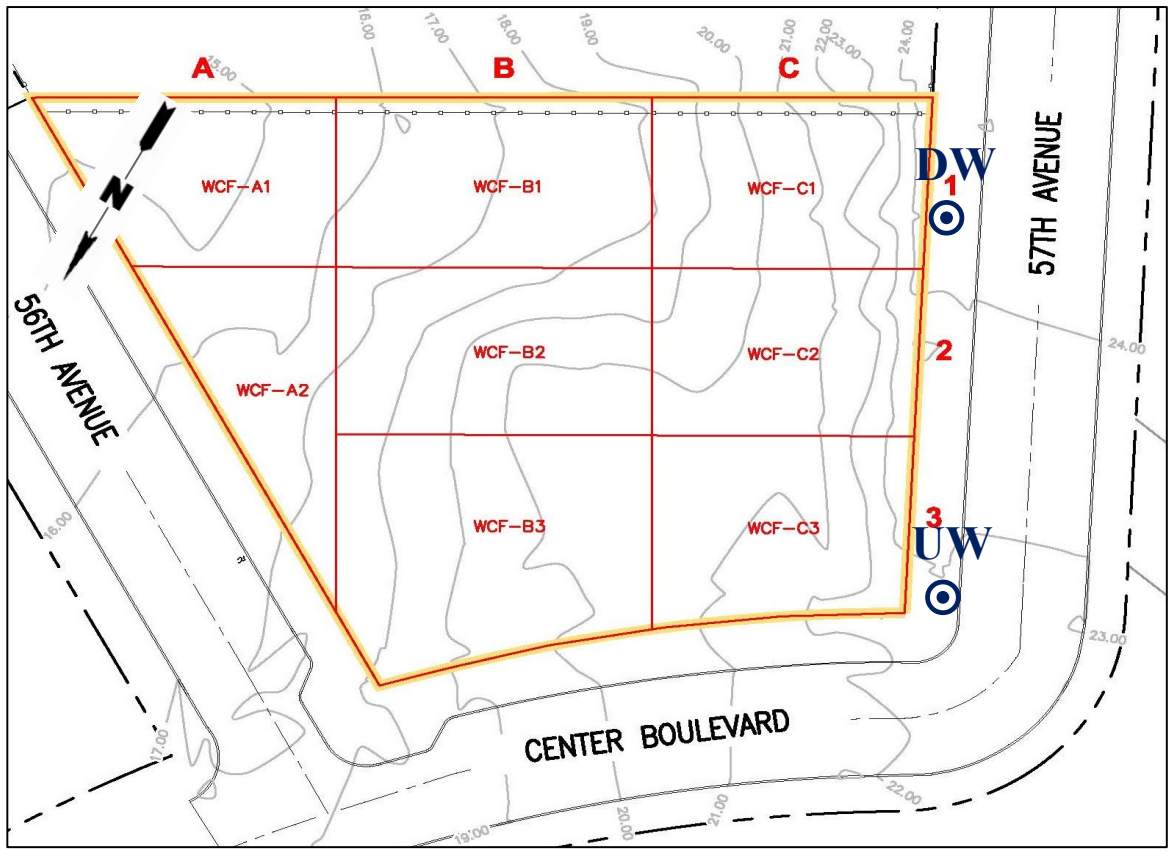 16.00
17.00
18.00
19.00
20.00
21.00
22.00
23.00
24.00
A
B
C
15.00
57TH AVENUE
DW
1
WCF-A1
WCF-B1
WCF-C1
N
56TH AVENUE
2
24.00
WCF-A2
WCF-B2
WCF-C2
3
UW
WCF-B3
WCF-C3
16.00
23.00
17.00
CENTER BOULEVARD
19.00
20.00
21.00
22.00